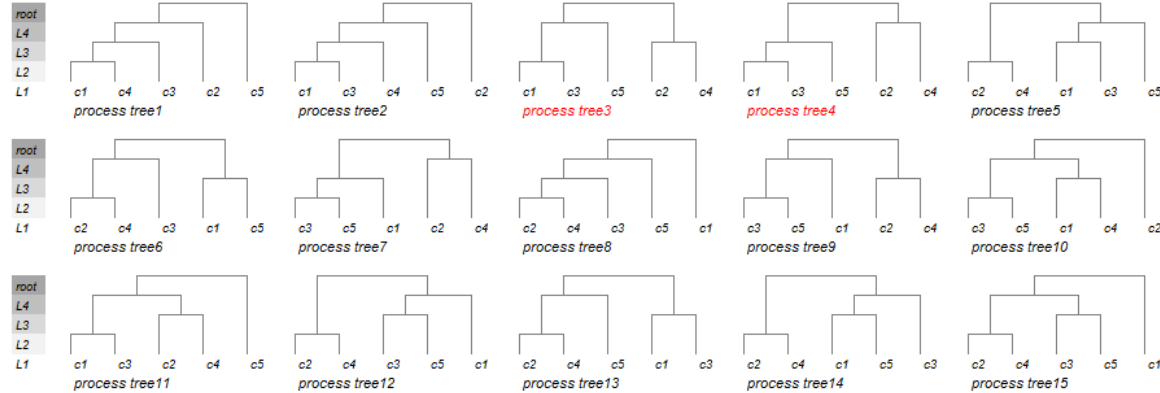 root
L4
L3
L2
L1 c1 c4 c3 c2 c5 c1 c3 c4 c5 c2 c1 c3 c5 c2 c4 c1 c3 c5 c2 c4 c2 c4 c1 c3 c5
process tree1 process tree2 process tree3 process tree4 process tree5
root
L4
L3
L2
L1 c2 c4 c3 c1 c5 c3 c5 c1 c2 c4 c2 c4 c3 c5 c1 c3 c5 c1 c2 c4 c3 c5 c1 c4 c2
process tree6 process tree7 process tree8 process tree9 process tree10
root
L4
L3
L2
L1 c1 c3 c2 c4 c5 c2 c4 c3 c5 c1 c2 c4 c5 c1 c3 c2 c4 c1 c5 c3 c2 c4 c3 c5 c1
process tree11 process tree12 process tree13 process tree14 process tree15